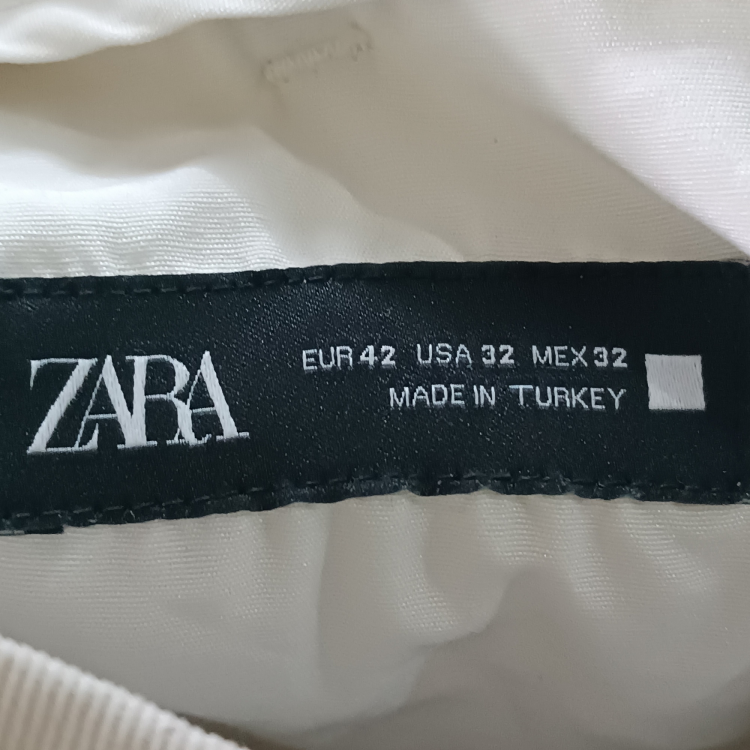 ZARA
EUR 42 USA 32 MEX 32
MADE IN TURKEY